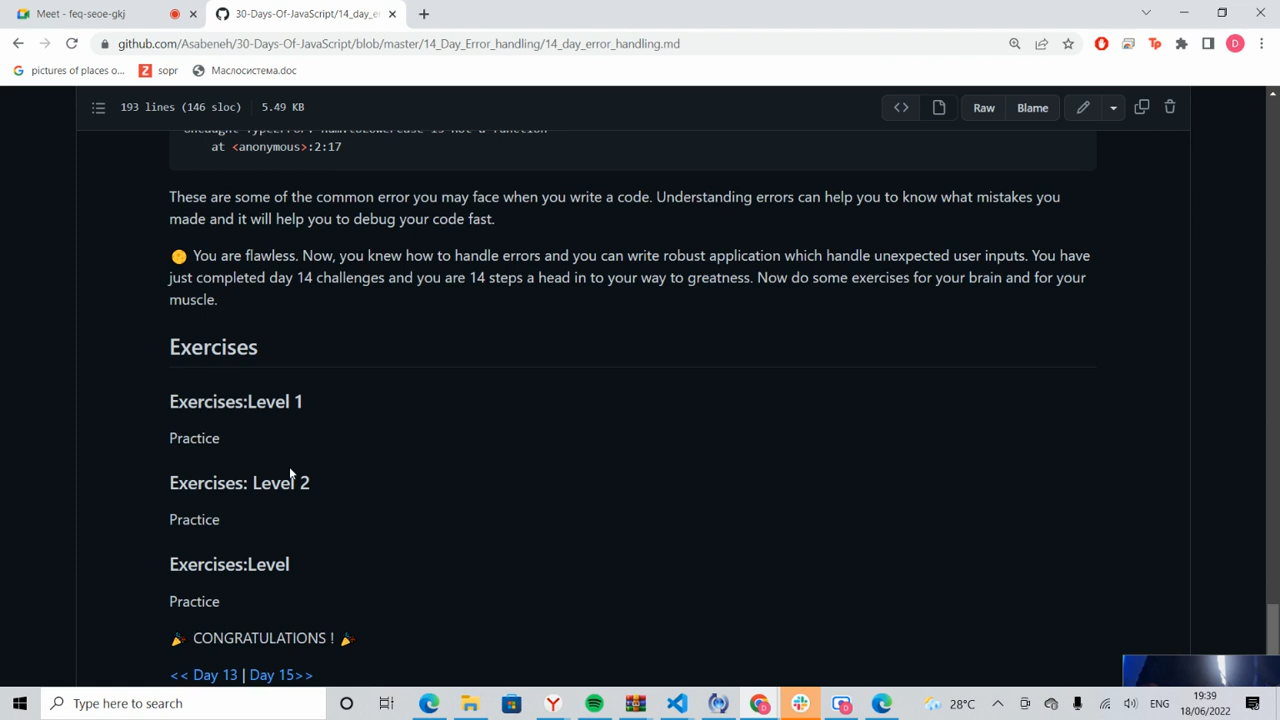 Meet - feq-seoe-gkj
30-Days-Of-JavaScript/14_day_e
github.com/Asabeneh/30-Days-Of-JavaScript/blob/master/14_Day_Error_handling/14_day_error_handling.md
pictures of places o...
sopr
Маслосистема.doc
193 lines (146 sloc)
5.49 KB
Raw
Blame
at <anonymous>:2:17
These are some of the common error you may face when you write a code. Understanding errors can help you to know what mistakes you
made and it will help you to debug your code fast.
You are flawless. Now, you knew how to handle errors and you can write robust application which handle unexpected user inputs. You have
just completed day 14 challenges and you are 14 steps a head in to your way to greatness. Now do some exercises for your brain and for your
muscle.
Exercises
Exercises:Level 1
Practice
Exercises: Level 2
Practice
Exercises:Level
Practice
CONGRATULATIONS !
<< Day 13 | Day 15>>
Type here to search
28°C
ENG
19:39
18/06/2022